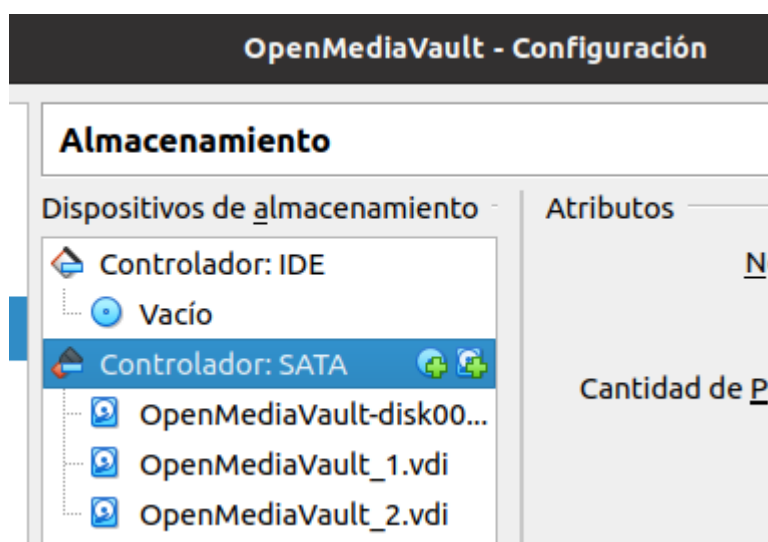 OpenMediaVault - Configuración
Almacenamiento
Dispositivos de almacenamiento
Atributos
Controlador: IDE
N
Vacío
Controlador: SATA
Cantidad de P
OpenMediaVault-disk00...
OpenMediaVault_1.vdi
OpenMediaVault_2.vdi